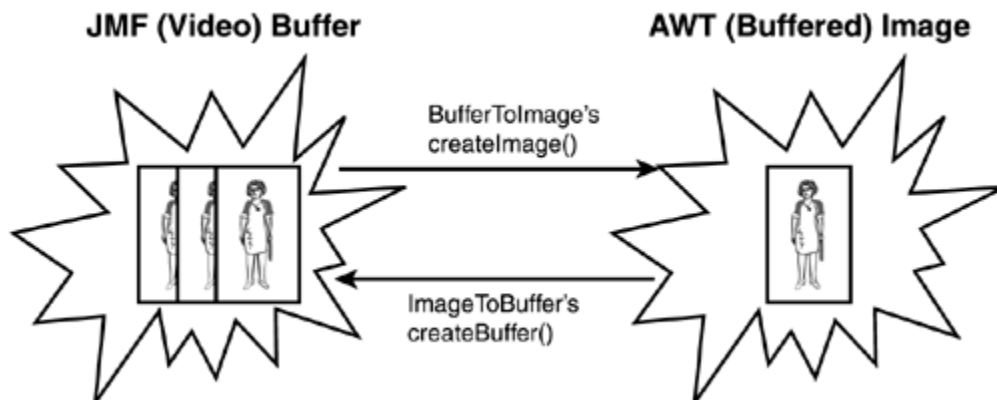 JMF (Video) Buffer
AWT (Buffered) Image
BufferToImage's
createImage()
ImageToBuffer's
createBuffer()